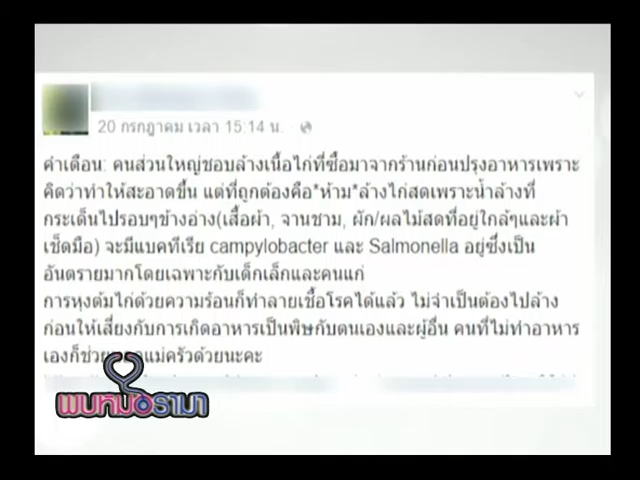 20 กรกฎาคม เวลา 15:14 น.
คำเตือน: คนส่วนใหญ่ชอบล้างเนื้อไก่ที่ซื้อมาจากร้านก่อนปรุงอาหารเพราะ
คิดว่าทำให้สะอาดขึ้น แต่ที่ถูกต้องคือ*ห้าม*ล้างไก่สดเพราะน้ำล้างที่
กระเด็นไปรอบๆข้างอ่าง(เสื้อผ้า, จานชาม, ผัก/ผลไม้สดที่อยู่ใกล้ๆและผ้า
เช็ดมือ) จะมีแบคทีเรีย campylobacter และ Salmonella อยู่ซึ่งเป็น
อันตรายมากโดยเฉพาะกับเด็กเล็กและคนแก่
การหุงต้มไก่ด้วยความร้อนก็ทำลายเชื้อโรคได้แล้ว ไม่จำเป็นต้องไปล้าง
ก่อนให้เสี่ยงกับการเกิดอาหารเป็นพิษกับตนเองและผู้อื่น คนที่ไม่ทำอาหาร
เองก็ช่วย แม่ครัวด้วยนะคะ
พบหมอรามา